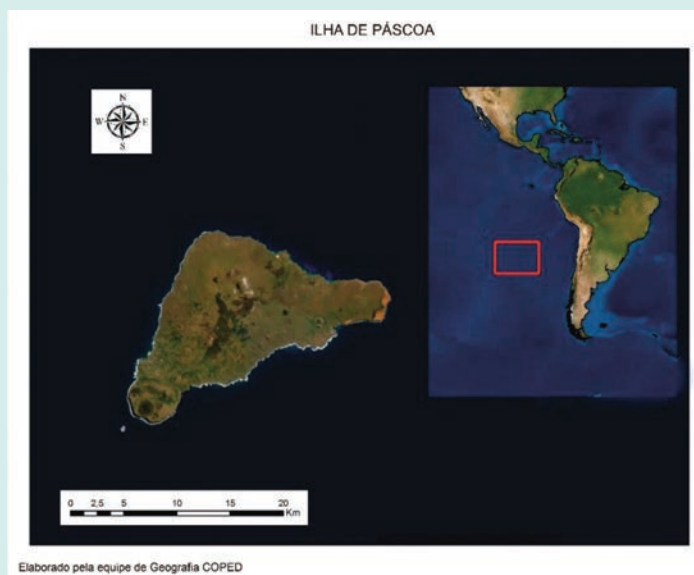 ILHA DE PÁSCOA
N
W E
S
0 2,5 5 10 15 20
Km
Elaborado pela equipe de Geografia COPED